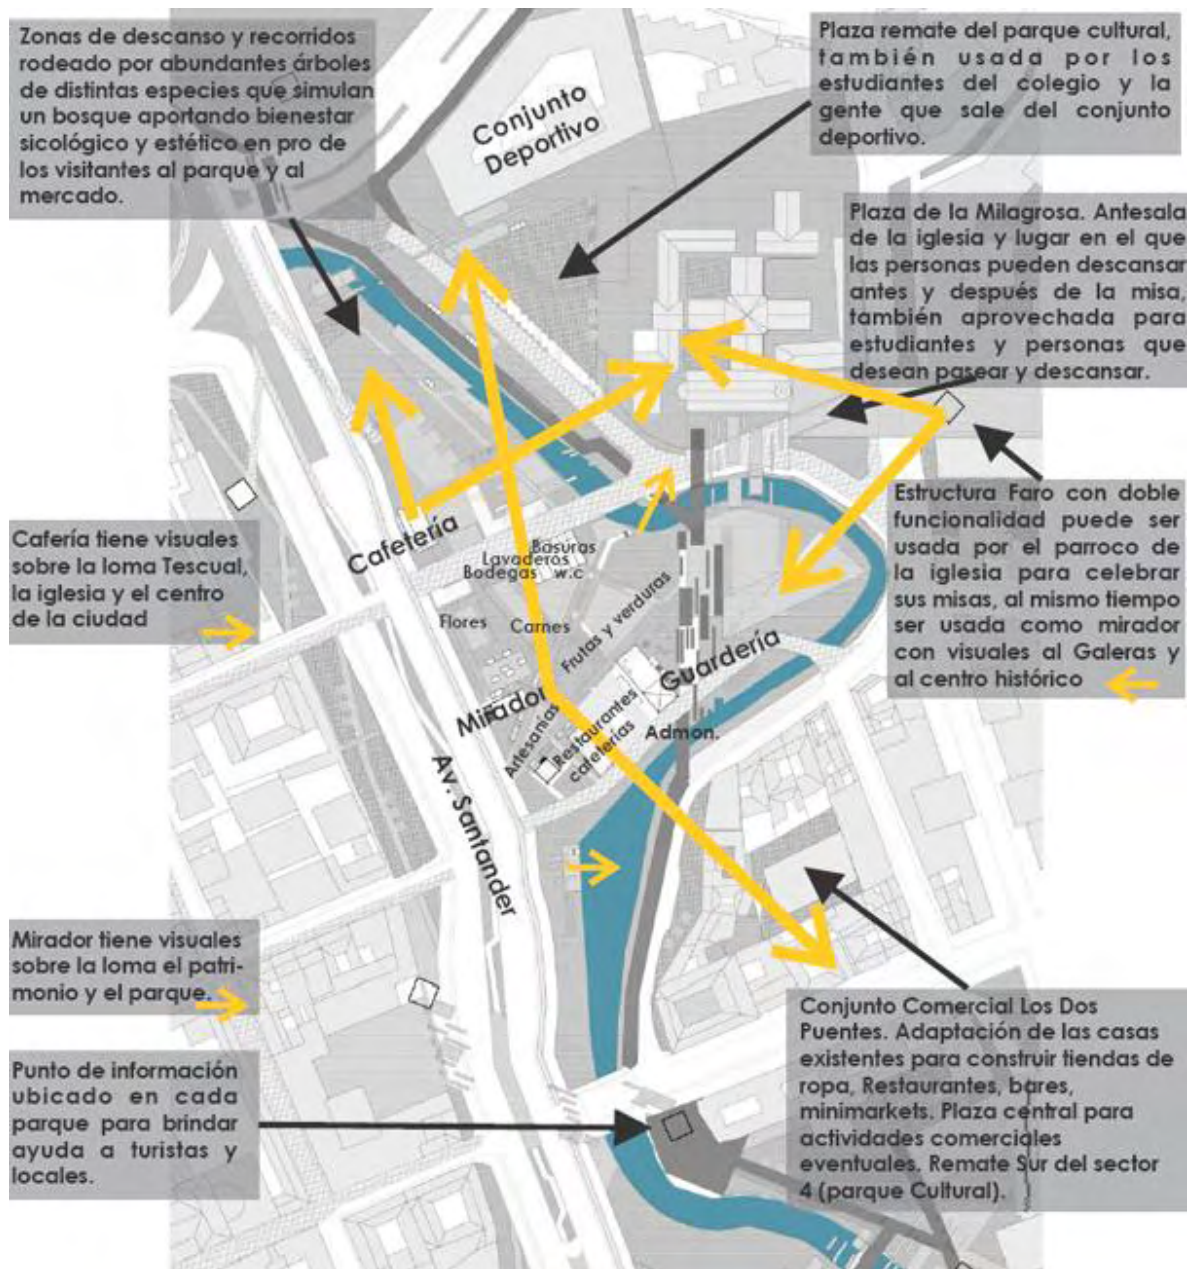 Zonas de descanso y recorridos
rodeado por abundantes árboles
de distintas especies que simulan
un bosque aportando bienestar
sicológico y estético en pro de
los visitantes al parque y al
mercado.
Conjunto
Deportivo
Plaza remate del parque cultural,
también usada por los
estudiantes del colegio y la
gente que sale del conjunto
deportivo.
Plaza de la Milagrosa. Antesala
de la iglesia y lugar en el que
las personas pueden descansar
antes y después de la misa,
también aprovechada para
estudiantes y personas que
desean pasear y descansar.
Estructura Faro con doble
funcionalidad puede ser
usada por el parroco de
la iglesia para celebrar
sus misas, al mismo tiempo
ser usada como mirador
con visuales al Galeras y
al centro histórico
Cafería tiene visuales
sobre la loma Tescual,
la iglesia y el centro
de la ciudad
Cafetería
Basuras
Lavaderos
Bodegas w.c
Flores
Carnes
Frutas y verduras
Guardería
Mirador
Artesanías
Restaurantes
cafeterías
Admon.
Av. Santander
Mirador tiene visuales
sobre la loma el patri-
monio y el parque.
Punto de información
ubicado en cada
parque para brindar
ayuda a turistas y
locales.
Conjunto Comercial Los Dos
Puentes. Adaptación de las casas
existentes para construir tiendas de
ropa, Restaurantes, bares,
minimarkets. Plaza central para
actividades comerciales
eventuales. Remate Sur del sector
4 (parque Cultural).